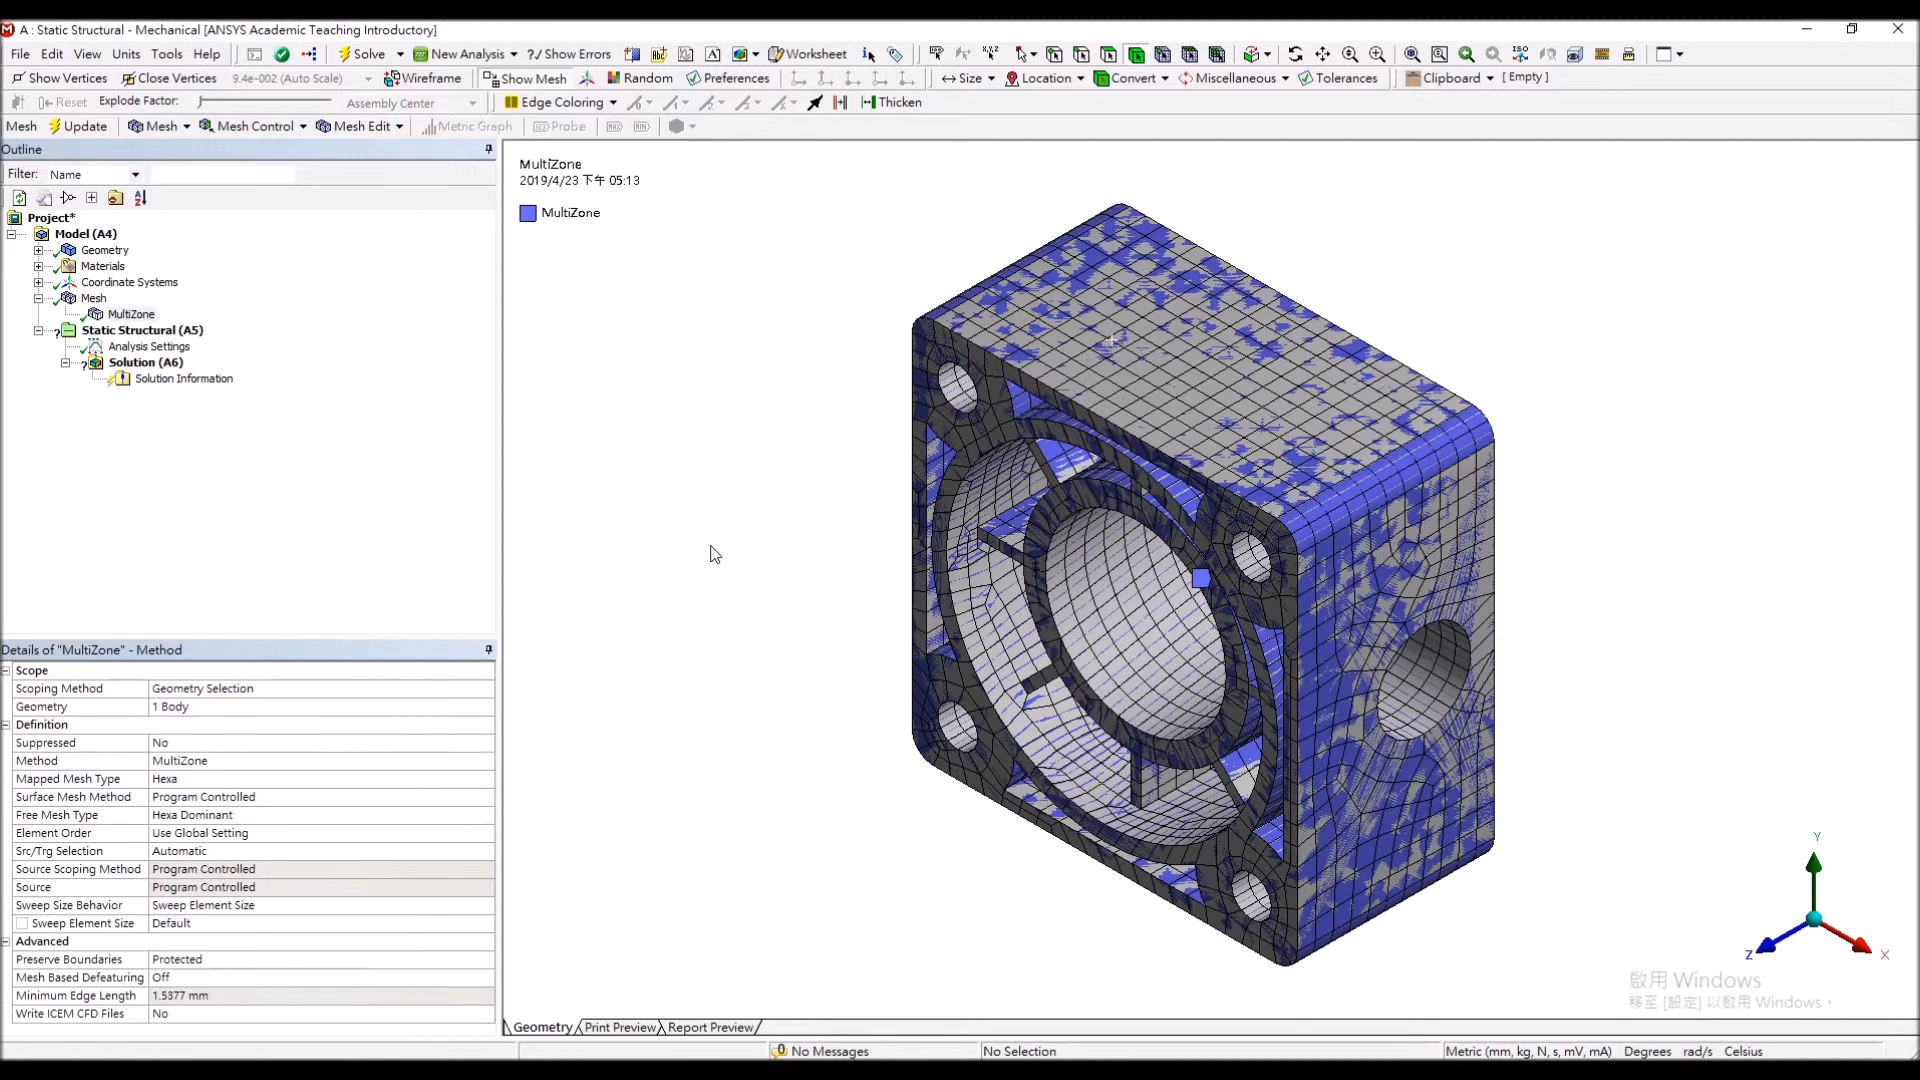 A : Static Structural - Mechanical [ANSYS Academic Teaching Introductory]
File Edit View Units Tools Help Solve New Analysis ?/ Show Errors Worksheet
Show Vertices Close Vertices 9.4e-002 (Auto Scale) Wireframe Show Mesh Random Preferences Size Location Convert Miscellaneous Tolerances Clipboard [ Empty ]
Reset Explode Factor: Assembly Center Edge Coloring Thicken
Mesh Update Mesh Mesh Control Mesh Edit Metric Graph Probe
Outline
Filter: Name
Project*
Model (A4)
Geometry
Materials
Coordinate Systems
Mesh
MultiZone
Static Structural (A5)
Analysis Settings
Solution (A6)
Solution Information
Details of "MultiZone" - Method
Scope
Scoping Method Geometry Selection
Geometry 1 Body
Definition
Suppressed No
Method MultiZone
Mapped Mesh Type Hexa
Surface Mesh Method Program Controlled
Free Mesh Type Hexa Dominant
Element Order Use Global Setting
Src/Trg Selection Automatic
Source Scoping Method Program Controlled
Source Program Controlled
Sweep Size Behavior Sweep Element Size
Sweep Element Size Default
Advanced
Preserve Boundaries Protected
Mesh Based Defeaturing Off
Minimum Edge Length 1.5377 mm
Write ICEM CFD Files No
MultiZone
2019/4/23 下午 05:13
MultiZone
Y
Z
X
啟用 Windows
移至 [設定] 以啟用 Windows。
Geometry Print Preview Report Preview
0 No Messages No Selection Metric (mm, kg, N, s, mV, mA) Degrees rad/s Celsius